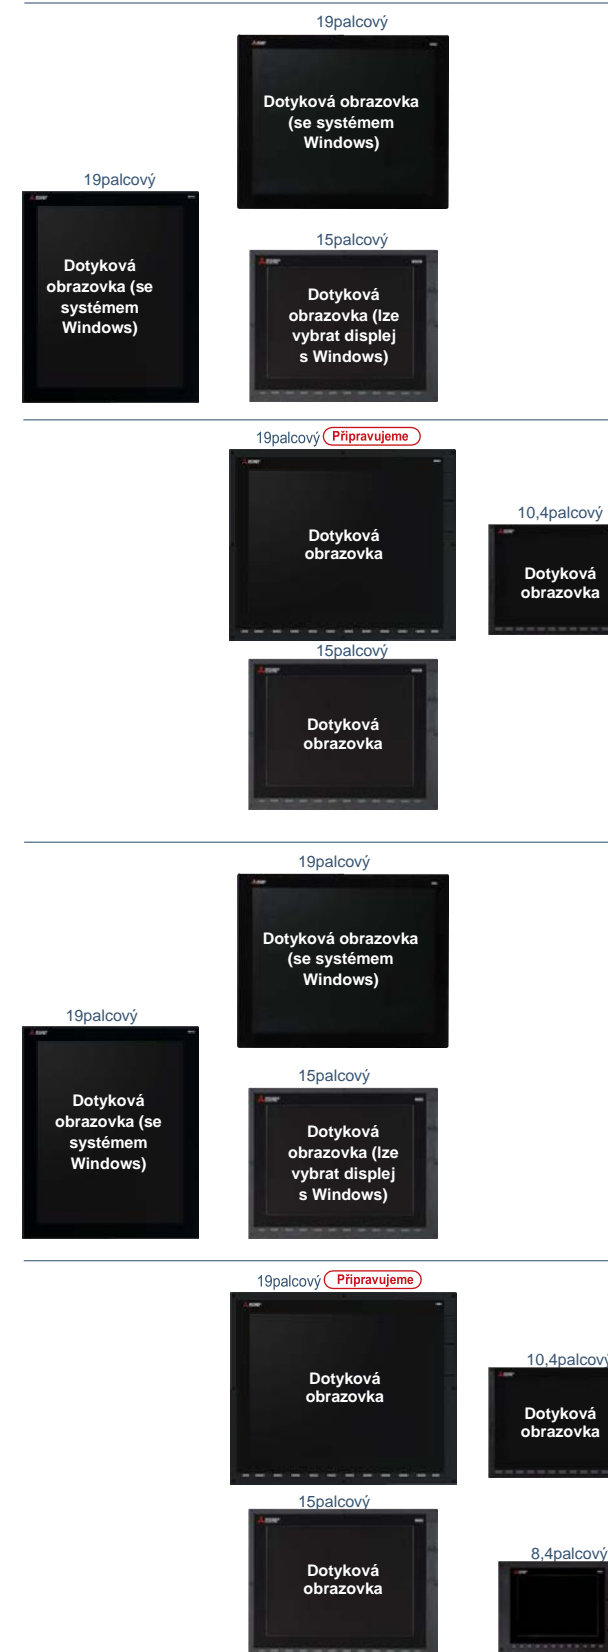 19palcový
Dotyková obrazovka
(se systémem
Windows)
19palcový
Dotyková
obrazovka (se
systémem
Windows)
15palcový
Dotyková
obrazovka (lze
vybrat displej
s Windows)
19palcový Připravujeme
Dotyková
obrazovka
10,4palcový
Dotyková
obrazovka
15palcový
Dotyková
obrazovka
19palcový
Dotyková obrazovka
(se systémem
Windows)
19palcový
Dotyková
obrazovka (se
systémem
Windows)
15palcový
Dotyková
obrazovka (lze
vybrat displej
s Windows)
19palcový Připravujeme
Dotyková
obrazovka
10,4palcový
Dotyková
obrazovka
15palcový
Dotyková
obrazovka
8,4palcový